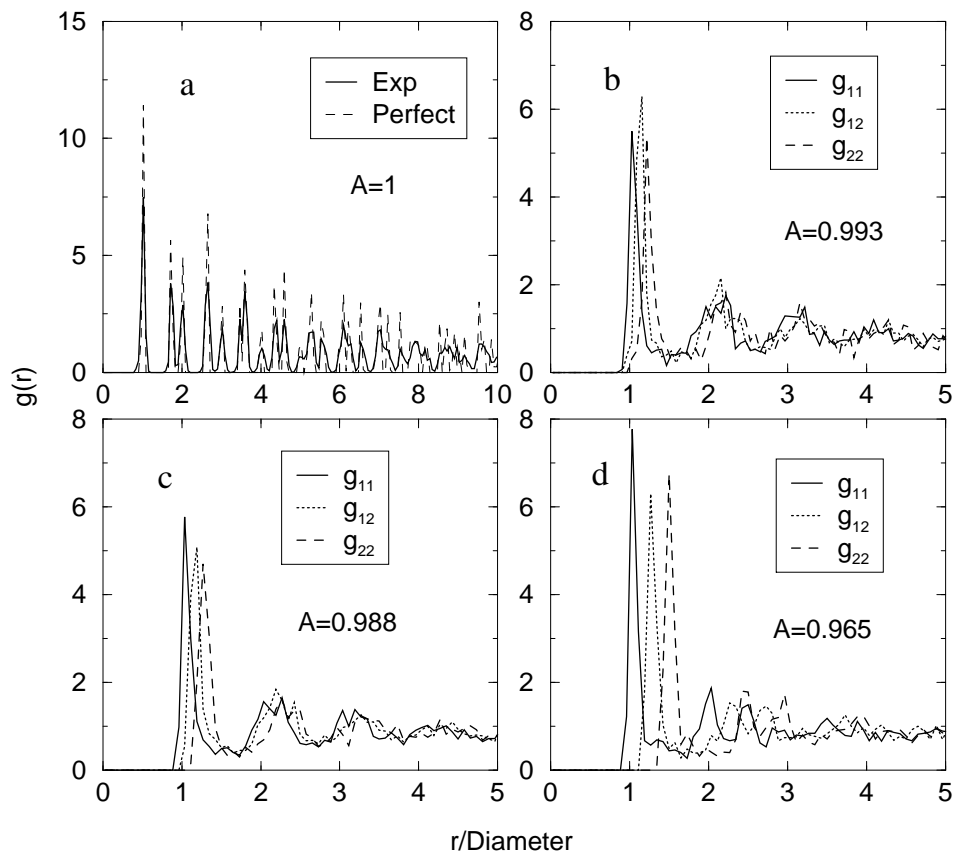 g(r)
15
10
5
0
a
Exp
Perfect
A=1
0 2 4 6 8 10
8
6
4
2
0
b
g11
g12
g22
A=0.993
0 1 2 3 4 5
8
6
4
2
0
c
g11
g12
g22
A=0.988
0 1 2 3 4 5
8
6
4
2
0
d
g11
g12
g22
A=0.965
0 1 2 3 4 5
r/Diameter